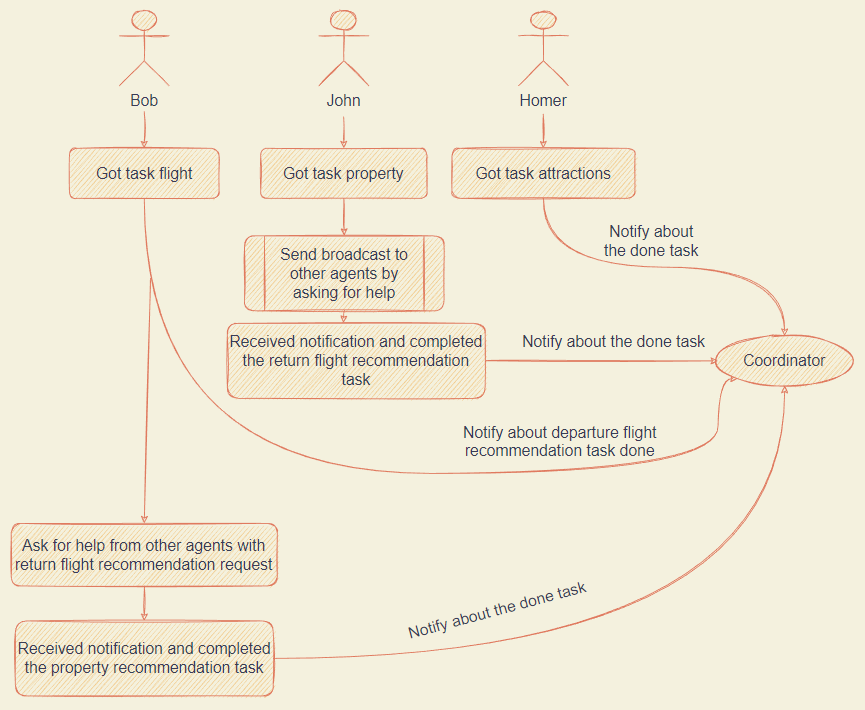 Bob
John
Homer
Got task flight
Got task property
Got task attractions
Notify about
the done task
Send broadcast to
other agents by
asking for help
Received notification and completed
the return flight recommendation
task
Notify about the done task
Coordinator
Notify about departure flight
recommendation task done
Ask for help from other agents with
return flight recommendation request
Notify about the done task
Received notification and completed
the property recommendation task